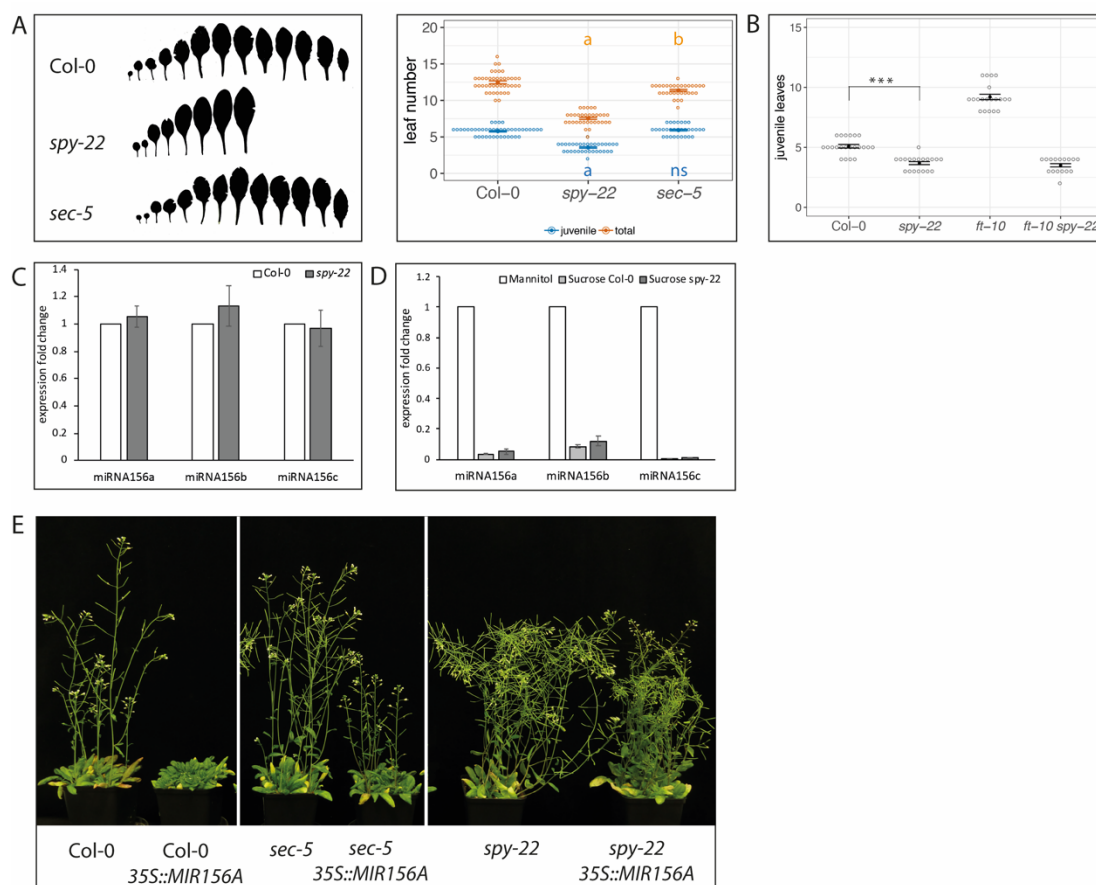 A
Col-0
spy-22
sec-5
leaf number
20
15
10
5
0
a
b
a
ns
Col-0
spy-22
sec-5
juvenile
total
B
juvenile leaves
15
10
5
0
***
Col-0
spy-22
ft-10
ft-10 spy-22
C
expression fold change
1.4
1.2
1
0.8
0.6
0.4
0.2
0
Col-0
spy-22
miRNA156a
miRNA156b
miRNA156c
D
expression fold change
1.2
1
0.8
0.6
0.4
0.2
0
Mannitol
Sucrose Col-0
Sucrose spy-22
miRNA156a
miRNA156b
miRNA156c
E
Col-0
Col-0
35S::MIR156A
sec-5
sec-5
35S::MIR156A
spy-22
spy-22
35S::MIR156A